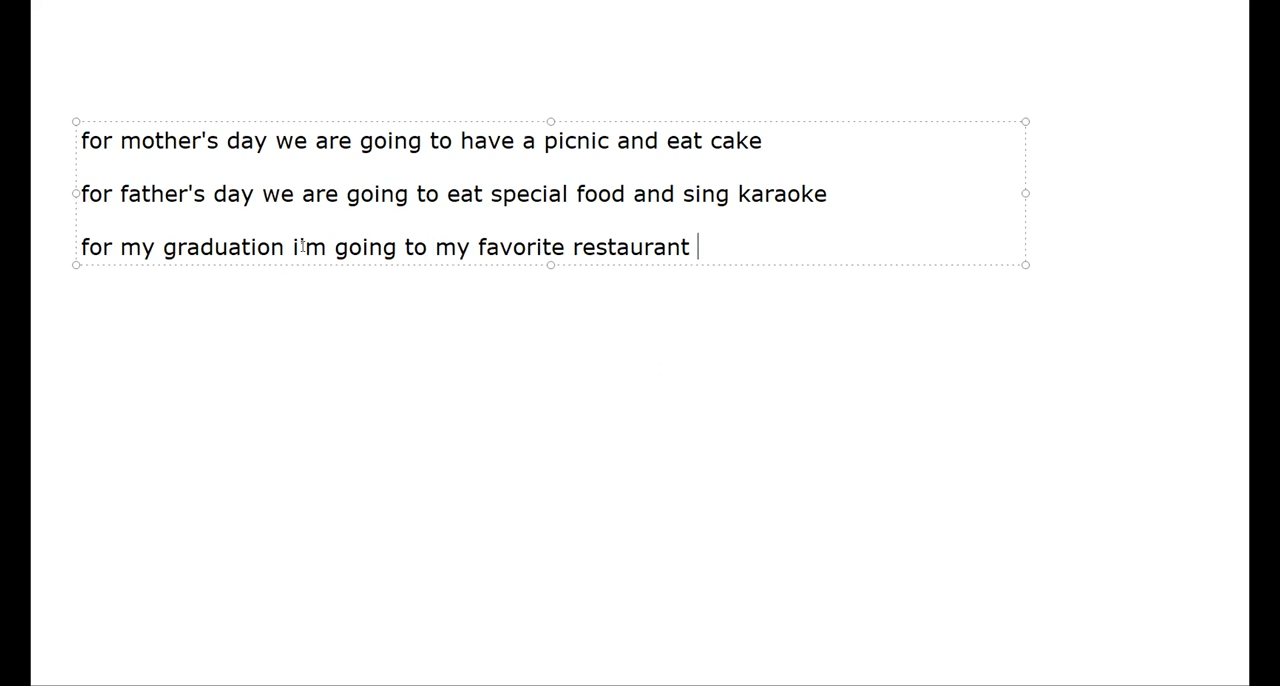 for mother's day we are going to have a picnic and eat cake
for father's day we are going to eat special food and sing karaoke
for my graduation i'm going to my favorite restaurant